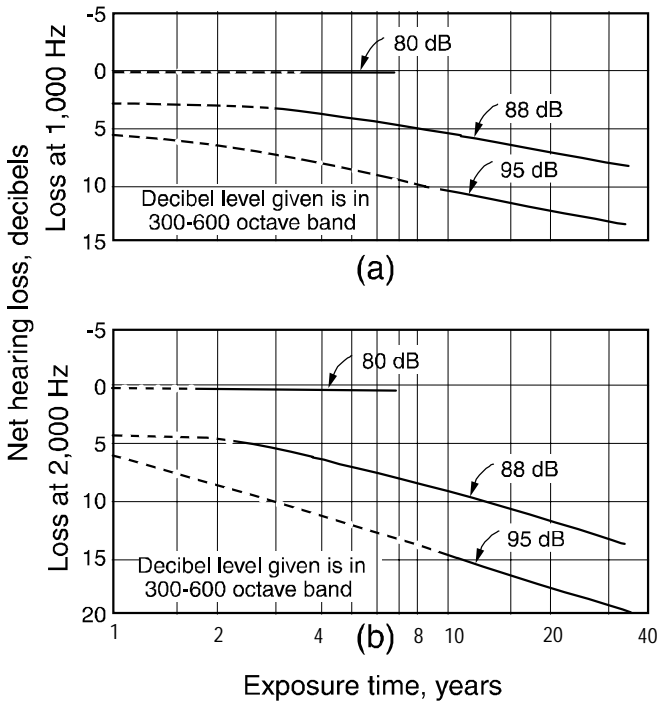 Net hearing loss, decibels
Loss at 1,000 Hz
-5
0
5
10
15
80 dB
88 dB
95 dB
Decibel level given is in
300-600 octave band
(a)
Loss at 2,000 Hz
-5
0
5
10
15
20
80 dB
88 dB
95 dB
Decibel level given is in
300-600 octave band
1 2 4 8 10 20 40
(b)
Exposure time, years